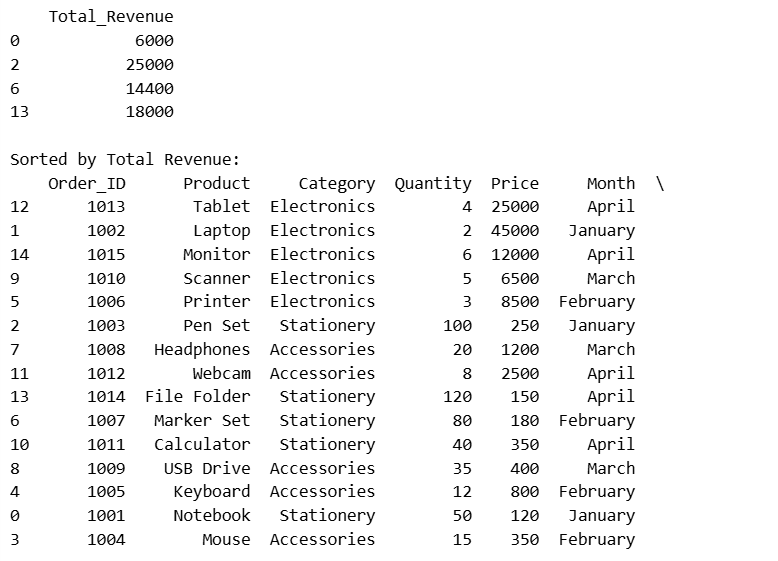 Total_Revenue
0 6000
2 25000
6 14400
13 18000
Sorted by Total Revenue:
Order_ID Product Category Quantity Price Month \
12 1013 Tablet Electronics 4 25000 April
1 1002 Laptop Electronics 2 45000 January
14 1015 Monitor Electronics 6 12000 April
9 1010 Scanner Electronics 5 6500 March
5 1006 Printer Electronics 3 8500 February
2 1003 Pen Set Stationery 100 250 January
7 1008 Headphones Accessories 20 1200 March
11 1012 Webcam Accessories 8 2500 April
13 1014 File Folder Stationery 120 150 April
6 1007 Marker Set Stationery 80 180 February
10 1011 Calculator Stationery 40 350 April
8 1009 USB Drive Accessories 35 400 March
4 1005 Keyboard Accessories 12 800 February
0 1001 Notebook Stationery 50 120 January
3 1004 Mouse Accessories 15 350 February